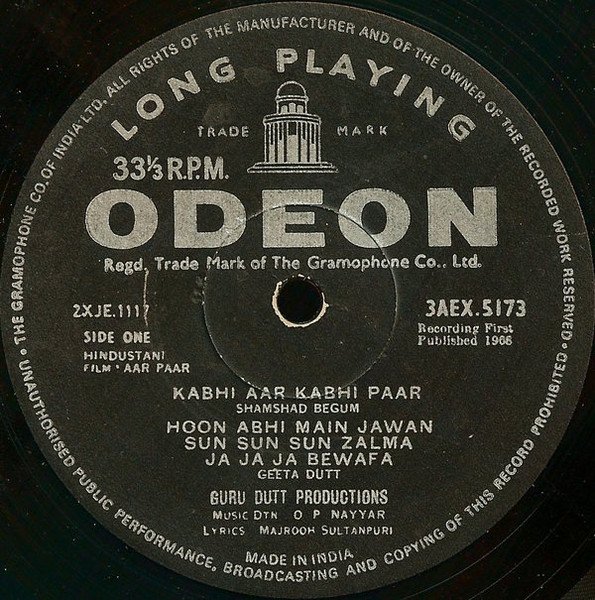 UNAUTHORISED PUBLIC PERFORMANCE, BROADCASTING AND COPYING OF THIS RECORD PROHIBITED • THE GRAMOPHONE CO. OF INDIA LTD. ALL RIGHTS OF THE MANUFACTURER AND OF THE OWNER OF THE RECORDED WORK RESERVED •
LONG PLAYING
TRADE MARK
33⅓ R.P.M.
ODEON
Regd. Trade Mark of The Gramophone Co., Ltd.
2XJE.1117
3AEX.5173
SIDE ONE
Recording First
Published 1968
HINDUSTANI
FILM • AAR PAAR
KABHI AAR KABHI PAAR
SHAMSHAD BEGUM
HOON ABHI MAIN JAWAN
SUN SUN SUN ZALMA
JA JA JA BEWAFA
GEETA DUTT
GURU DUTT PRODUCTIONS
MUSIC DTN O P NAYYAR
LYRICS MAJROOH SULTANPURI
MADE IN INDIA